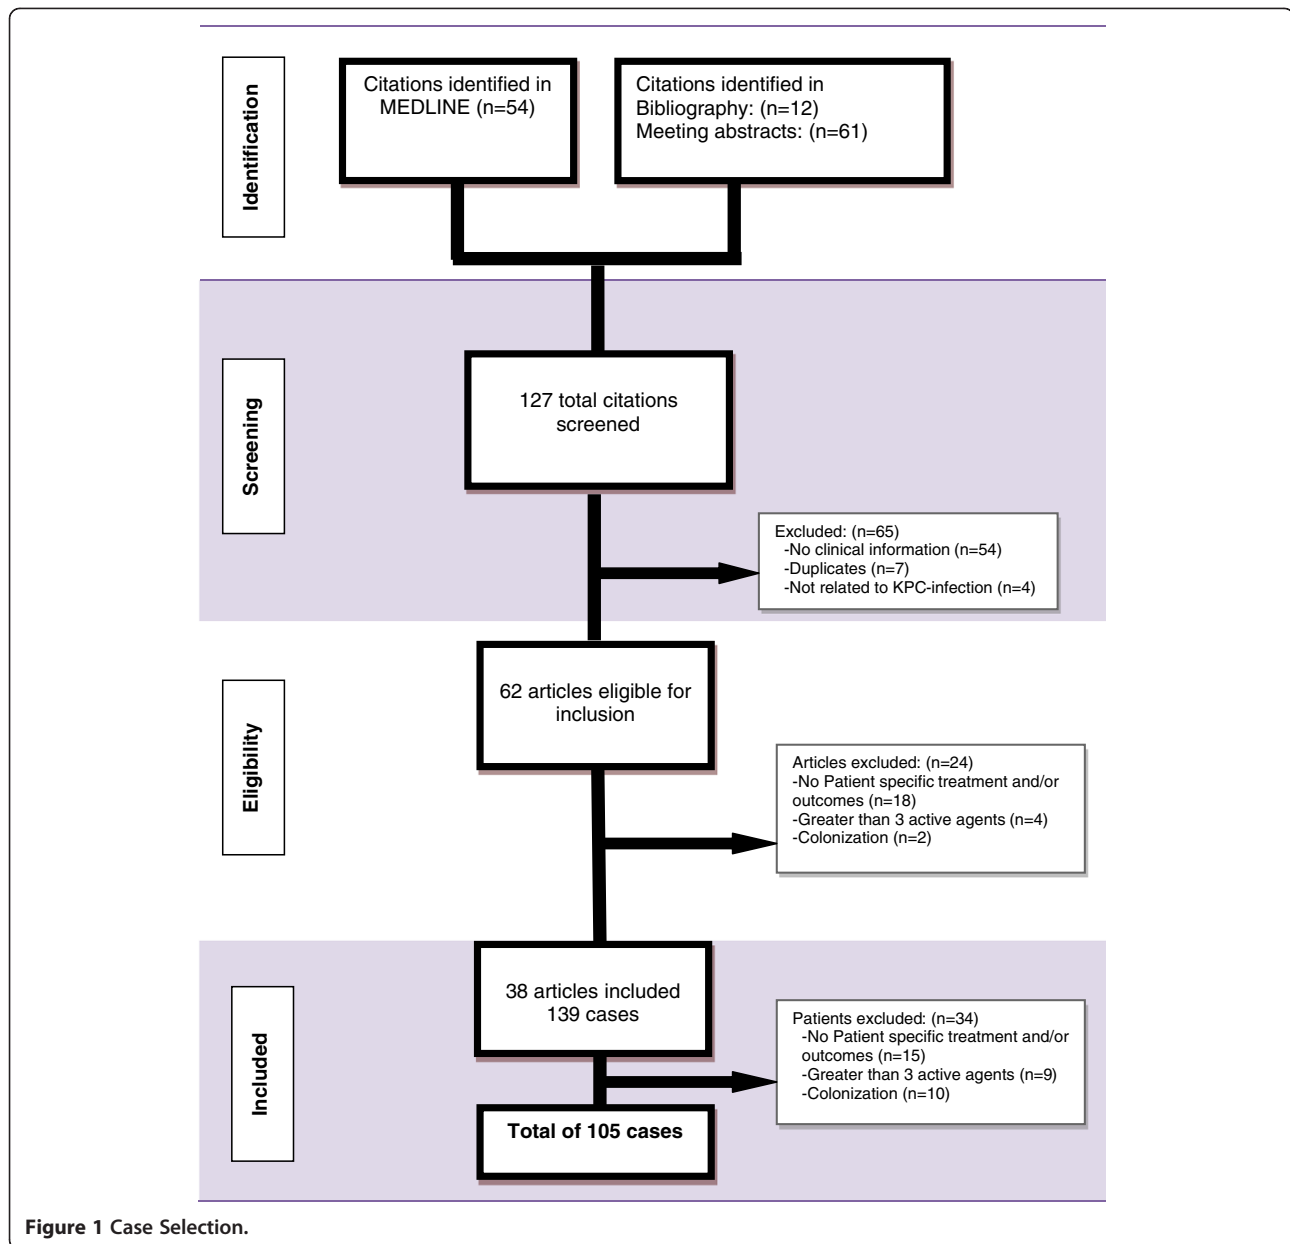 Identification
Citations identified in
MEDLINE (n=54)
Citations identified in
Bibliography: (n=12)
Meeting abstracts: (n=61)
Screening
127 total citations
screened
Excluded: (n=65)
-No clinical information (n=54)
-Duplicates (n=7)
-Not related to KPC-infection (n=4)
Eligibility
62 articles eligible for
inclusion
Articles excluded: (n=24)
-No Patient specific treatment and/or
outcomes (n=18)
-Greater than 3 active agents (n=4)
-Colonization (n=2)
Included
38 articles included
139 cases
Patients excluded: (n=34)
-No Patient specific treatment and/or
outcomes (n=15)
-Greater than 3 active agents (n=9)
-Colonization (n=10)
Total of 105 cases
Figure 1 Case Selection.